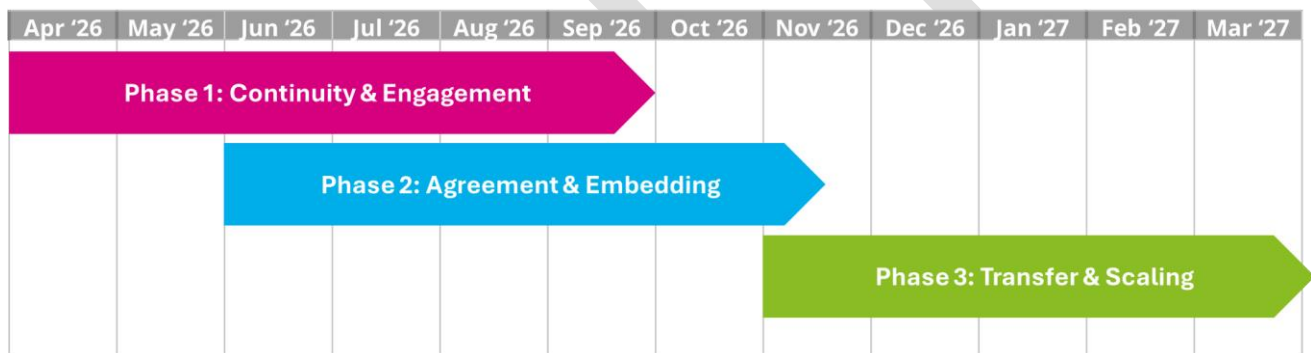 Apr ‘26 May ‘26 Jun ‘26 Jul ‘26 Aug ‘26 Sep ‘26 Oct ‘26 Nov ‘26 Dec ‘26 Jan ‘27 Feb ‘27 Mar ‘27
Phase 1: Continuity & Engagement
Phase 2: Agreement & Embedding
Phase 3: Transfer & Scaling